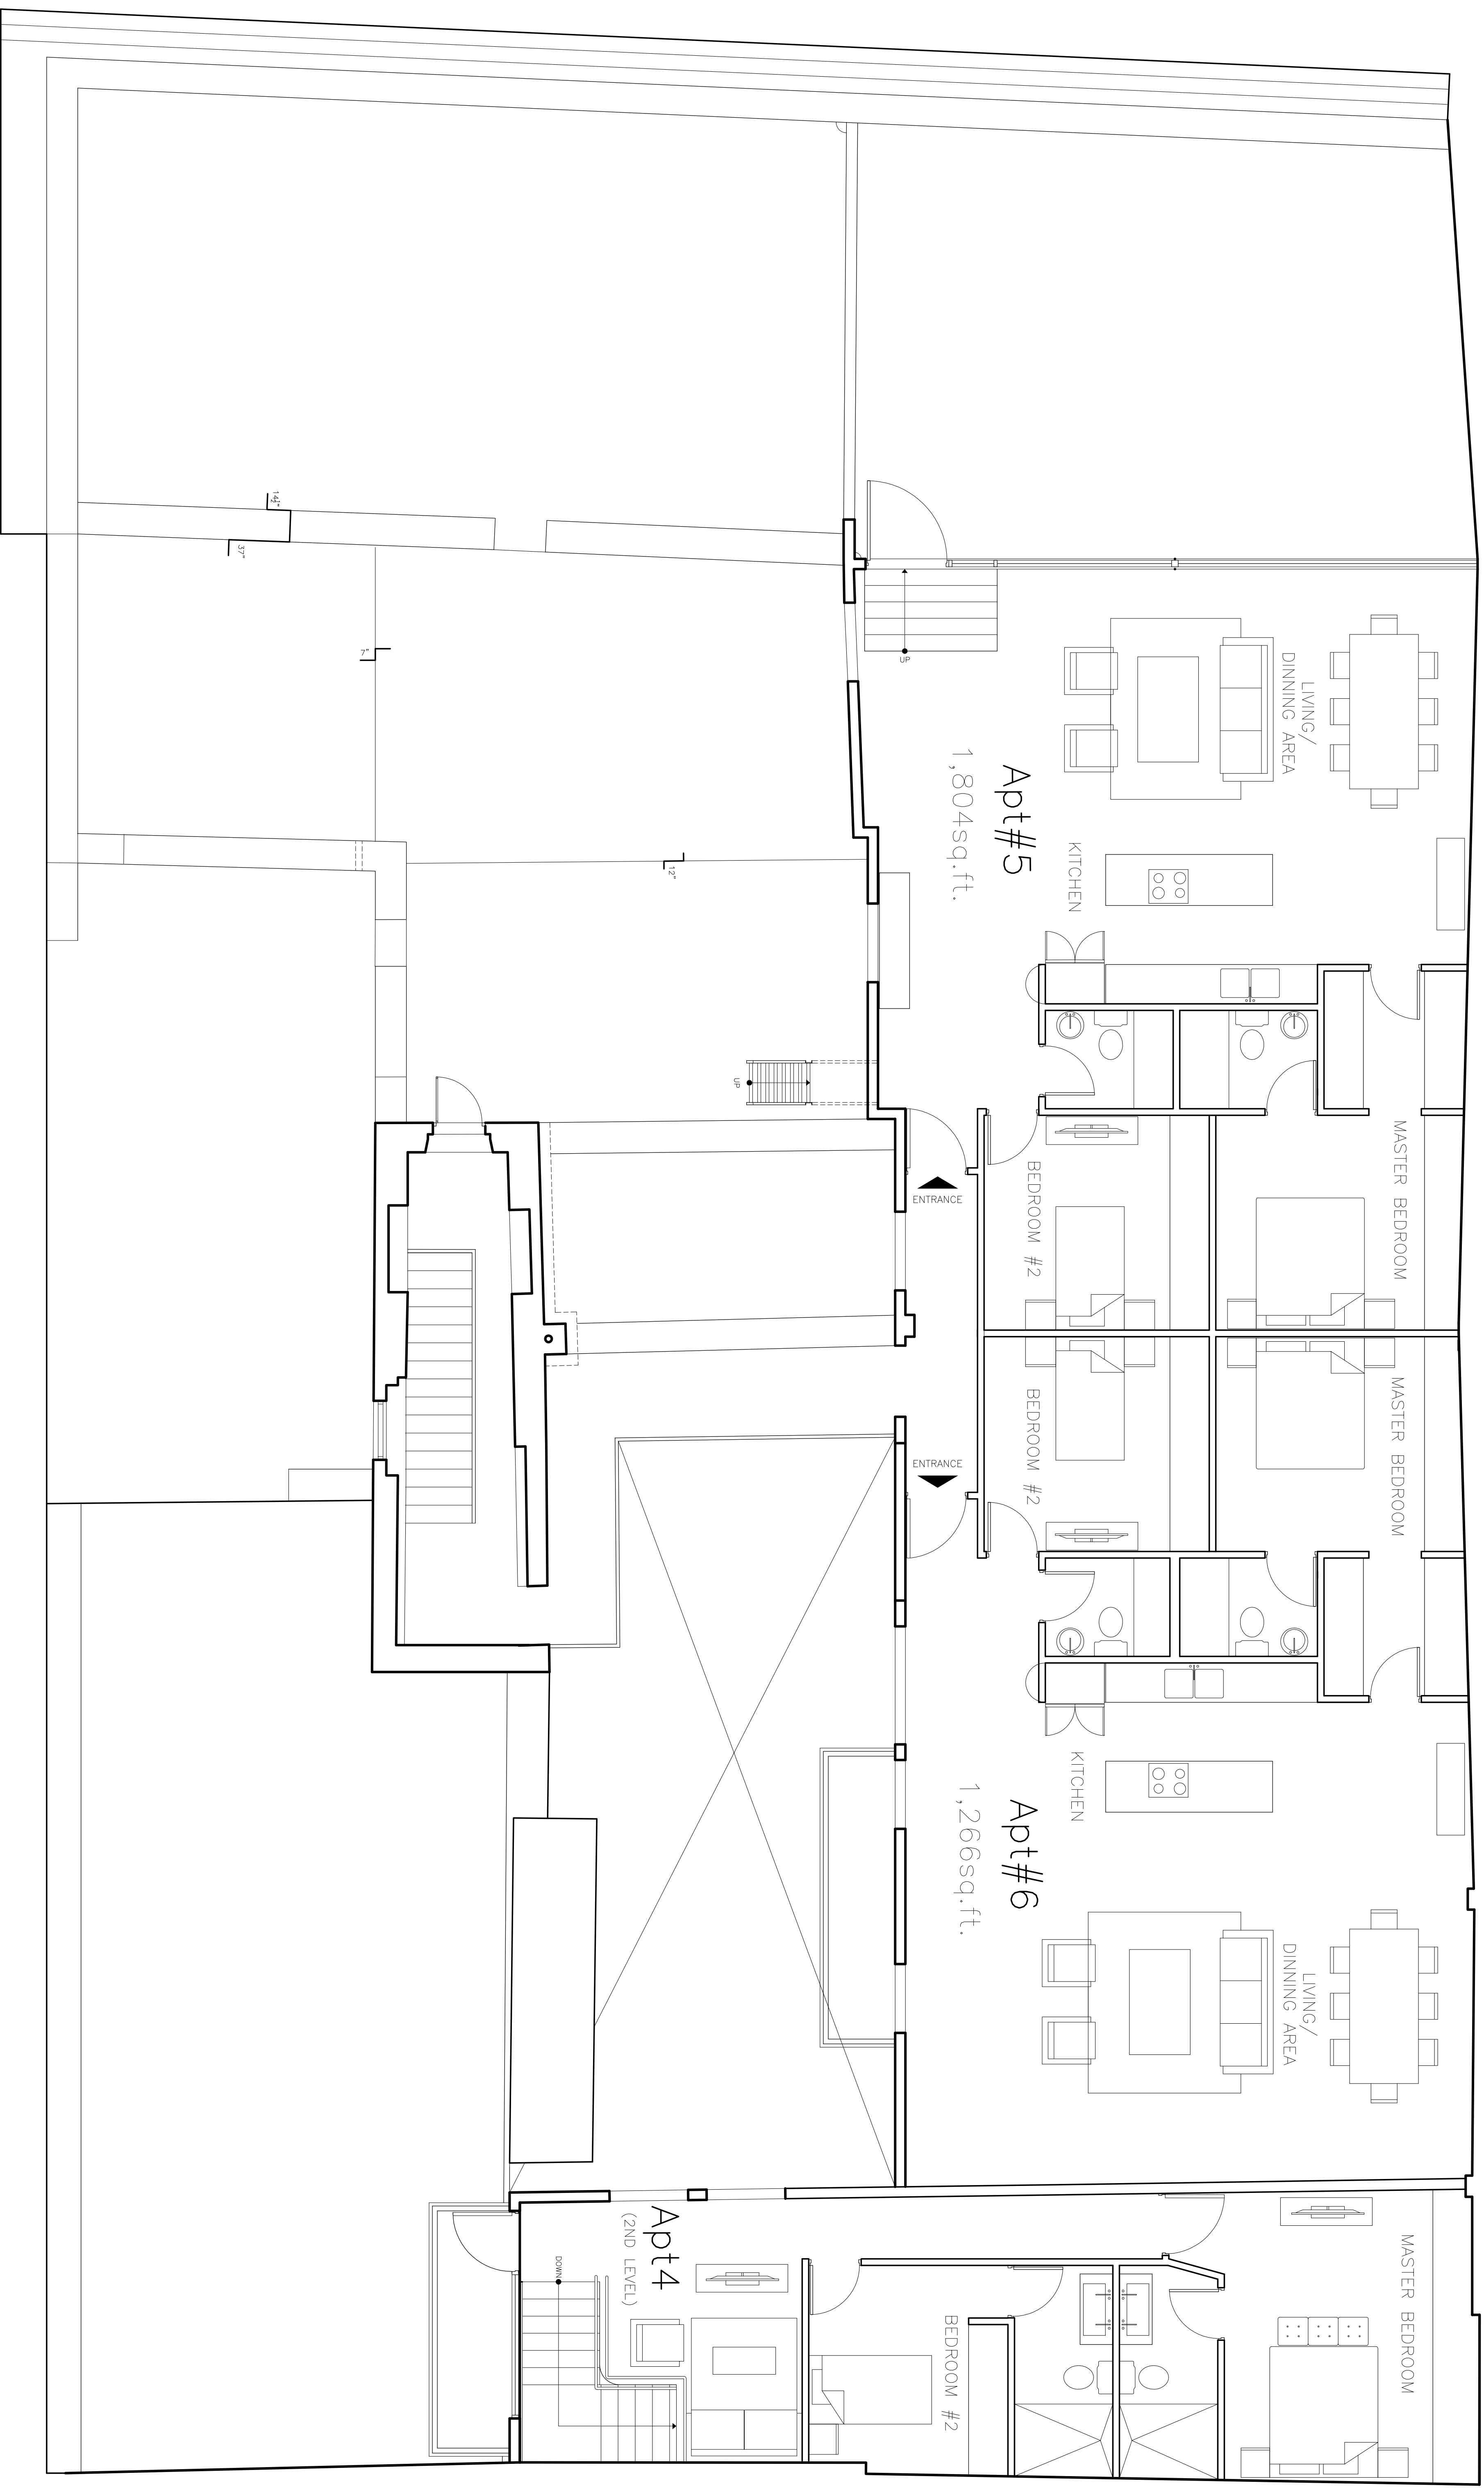 LIVING/
DINNING AREA
UP
Apt#5
1,804sq.ft.
KITCHEN
14½"
37"
7"
12"
UP
MASTER BEDROOM
BEDROOM #2
ENTRANCE
MASTER BEDROOM
BEDROOM #2
ENTRANCE
KITCHEN
Apt#6
1,266sq.ft.
LIVING/
DINNING AREA
Apt4
(2ND LEVEL)
DOWN
BEDROOM #2
MASTER BEDROOM